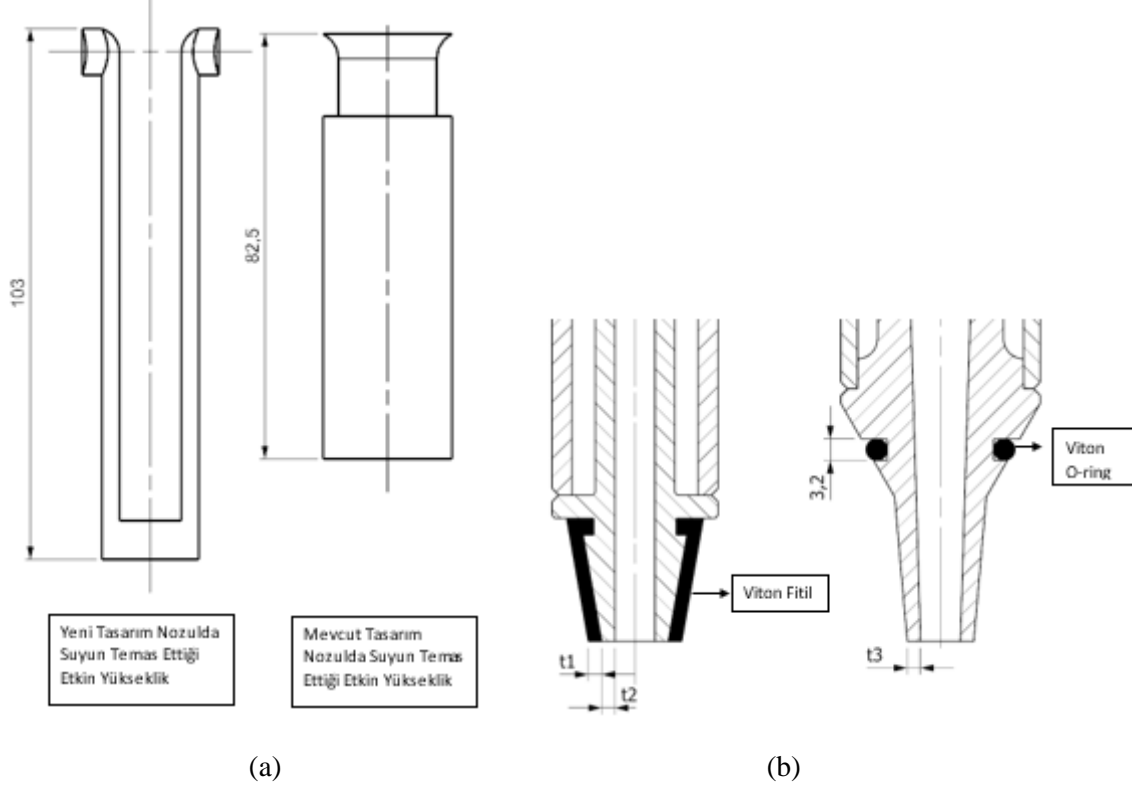 103
82,5
Yeni Tasarım Nozulda
Suyun Temas Ettiği
Etkin Yükseklik
Mevcut Tasarım
Nozulda Suyun Temas
Ettiği Etkin Yükseklik
(a)
3,2
Viton
O-ring
Viton Fitil
t1
t2
t3
(b)